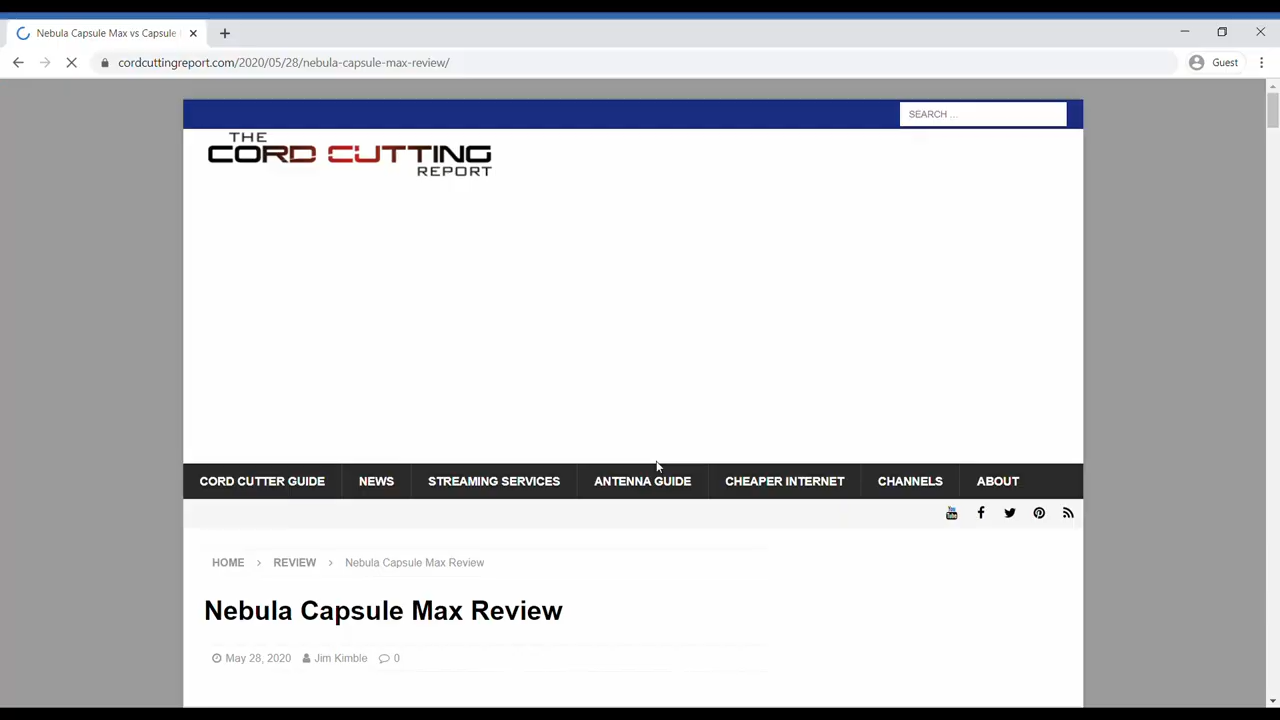 Nebula Capsule Max vs Capsule
cordcuttingreport.com/2020/05/28/nebula-capsule-max-review/
Guest
SEARCH ...
THE
CORD CUTTING
REPORT
CORD CUTTER GUIDE NEWS STREAMING SERVICES ANTENNA GUIDE CHEAPER INTERNET CHANNELS ABOUT
You Tube
HOME > REVIEW > Nebula Capsule Max Review
Nebula Capsule Max Review
May 28, 2020 Jim Kimble 0